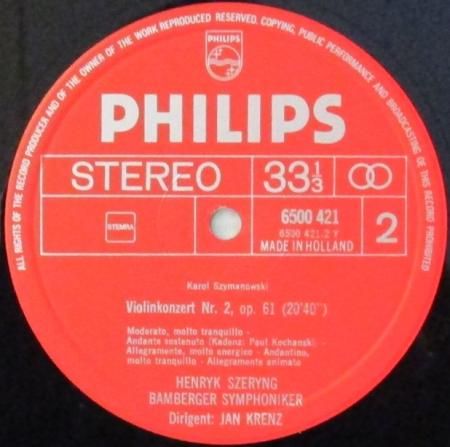 ALL RIGHTS OF THE RECORD PRODUCER AND OF THE OWNER OF THE WORK REPRODUCED RESERVED. COPYING, PUBLIC PERFORMANCE AND BROADCASTING OF THIS RECORD PROHIBITED
PHILIPS
PHILIPS
STEREO 33 1/3
STEMRA
6500 421
6500 421.2 Y
MADE IN HOLLAND
2
Karol Szymanowski
Violinkonzert Nr. 2, op. 61 (20'40")
Moderato, molto tranquillo -
Andante sostenuto (Kadenz: Paul Kochanski) -
Allegramente, molto energico - Andantino,
molto tranquillo - Allegramente animato
HENRYK SZERYNG
BAMBERGER SYMPHONIKER
Dirigent: JAN KRENZ